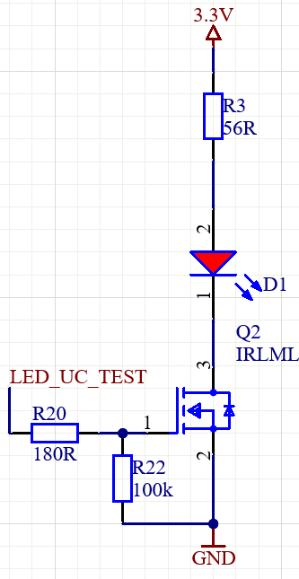 3.3V
R3
56R
2
D1
1
Q2
IRLML
3
LED_UC_TEST
R20
180R
1
2
R22
100k
GND